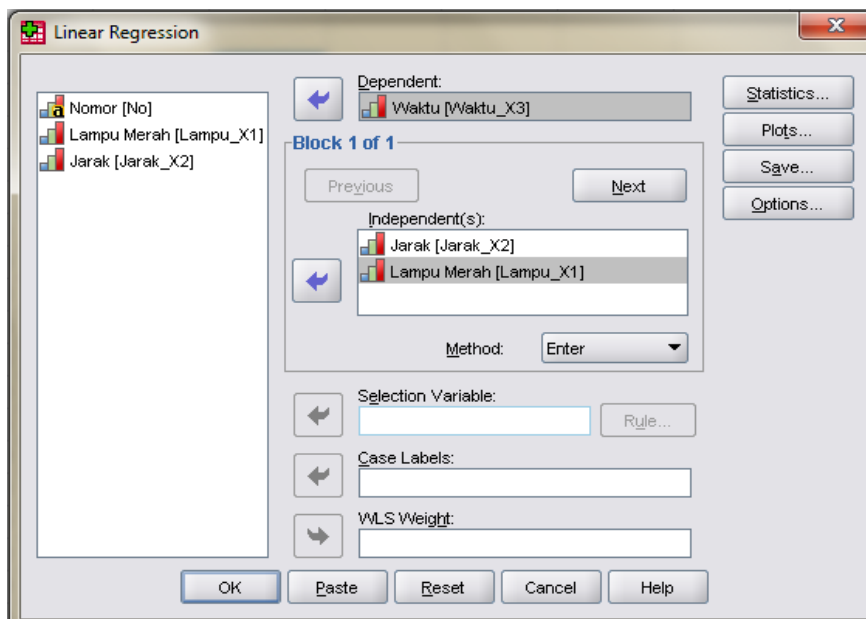 Linear Regression
Nomor [No]
Lampu Merah [Lampu_X1]
Jarak [Jarak_X2]
Dependent:
Waktu [Waktu_X3]
Block 1 of 1
Previous
Next
Independent(s):
Jarak [Jarak_X2]
Lampu Merah [Lampu_X1]
Method:
Enter
Selection Variable:
Rule...
Case Labels:
WLS Weight:
Statistics...
Plots...
Save...
Options...
OK
Paste
Reset
Cancel
Help